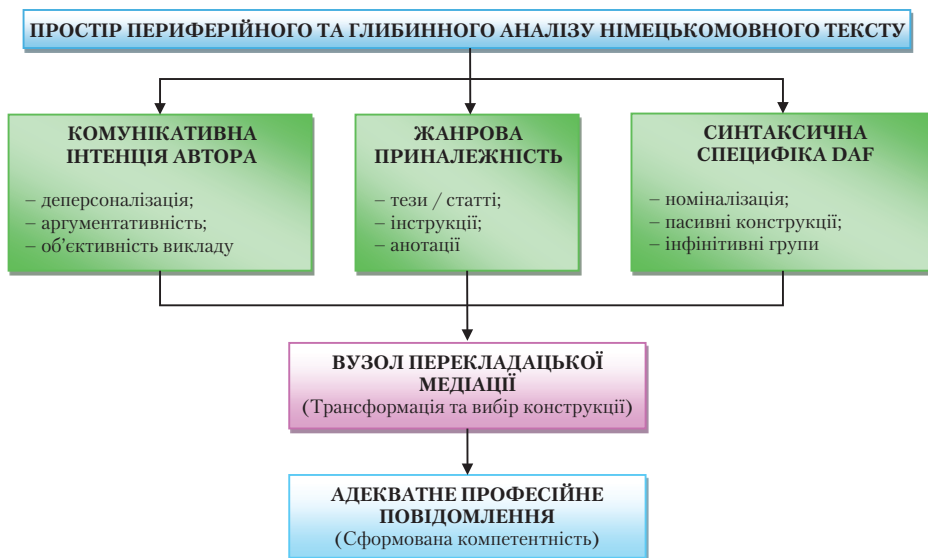 ПРОСТІР ПЕРИФЕРІЙНОГО ТА ГЛИБИННОГО АНАЛІЗУ НІМЕЦЬКОМОВНОГО ТЕКСТУ
КОМУНІКАТИВНА
ІНТЕНЦІЯ АВТОРА
– деперсоналізація;
– аргументативність;
– об’єктивність викладу
ЖАНРОВА
ПРИНАЛЕЖНІСТЬ
– тези / статті;
– інструкції;
– анотації
СИНТАКСИЧНА
СПЕЦИФІКА DAF
– номіналізація;
– пасивні конструкції;
– інфінітивні групи
ВУЗОЛ ПЕРЕКЛАДАЦЬКОЇ
МЕДІАЦІЇ
(Трансформація та вибір конструкції)
АДЕКВАТНЕ ПРОФЕСІЙНЕ
ПОВІДОМЛЕННЯ
(Сформована компетентність)